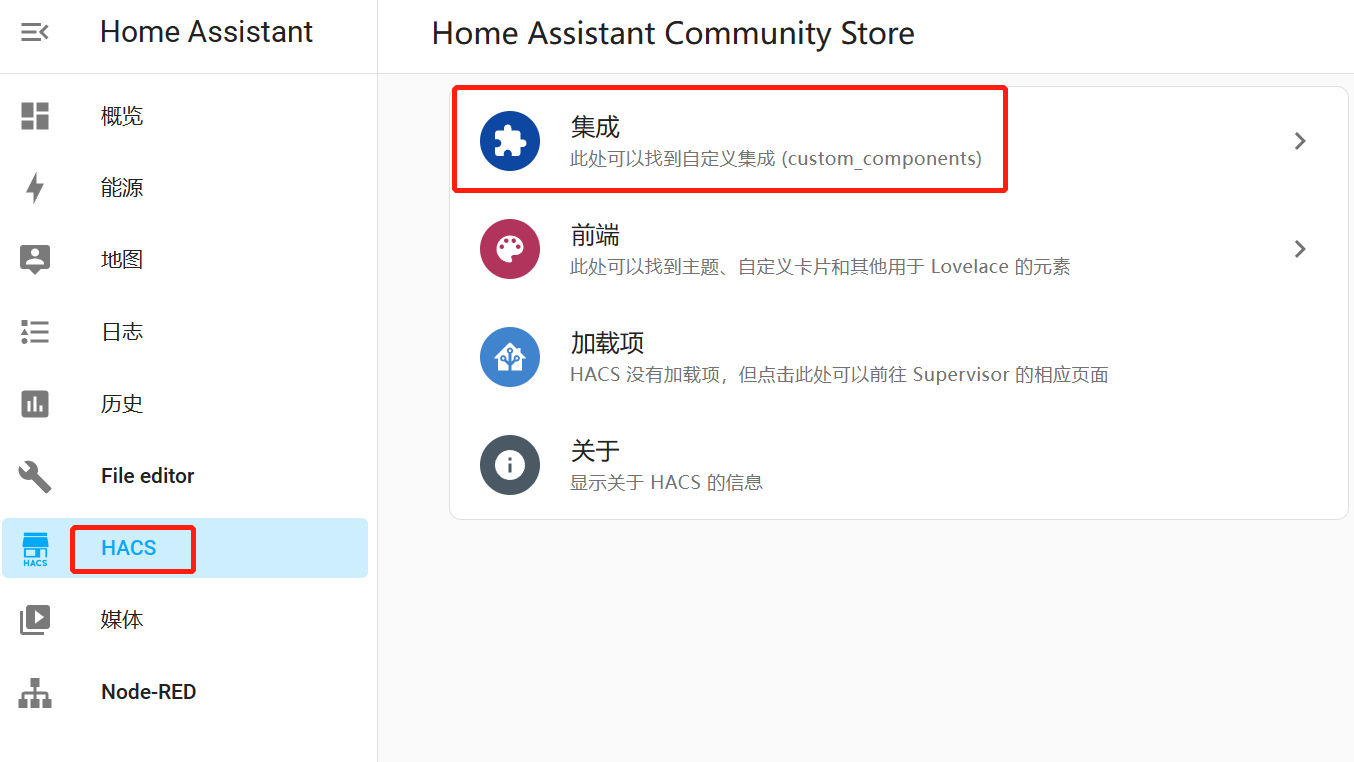 Home Assistant
概览
能源
地图
日志
历史
File editor
HACS
HACS
媒体
Node-RED
Home Assistant Community Store
集成
此处可以找到自定义集成 (custom_components)
前端
此处可以找到主题、自定义卡片和其他用于 Lovelace 的元素
加载项
HACS 没有加载项，但点击此处可以前往 Supervisor 的相应页面
关于
显示关于 HACS 的信息